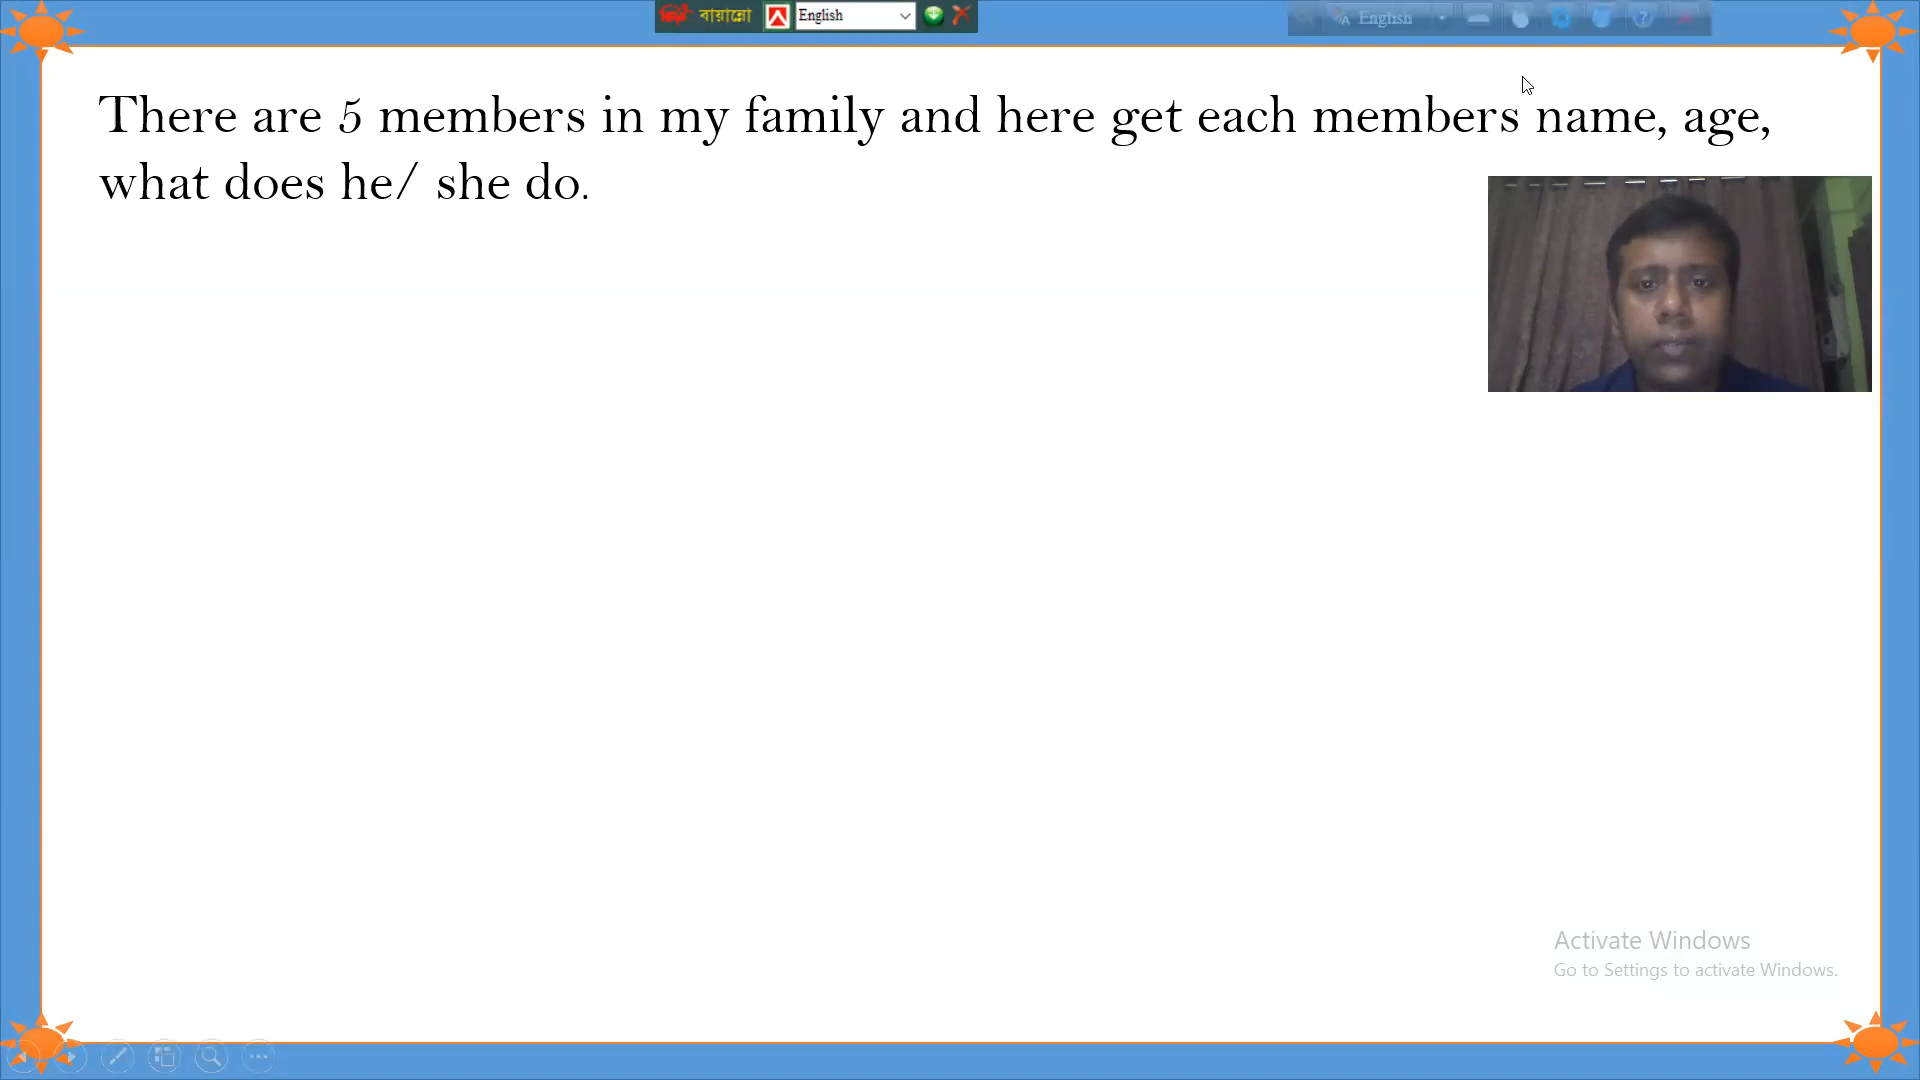 বায়ান্নো English
English
There are 5 members in my family and here get each members name, age,
what does he/ she do.
Activate Windows
Go to Settings to activate Windows.